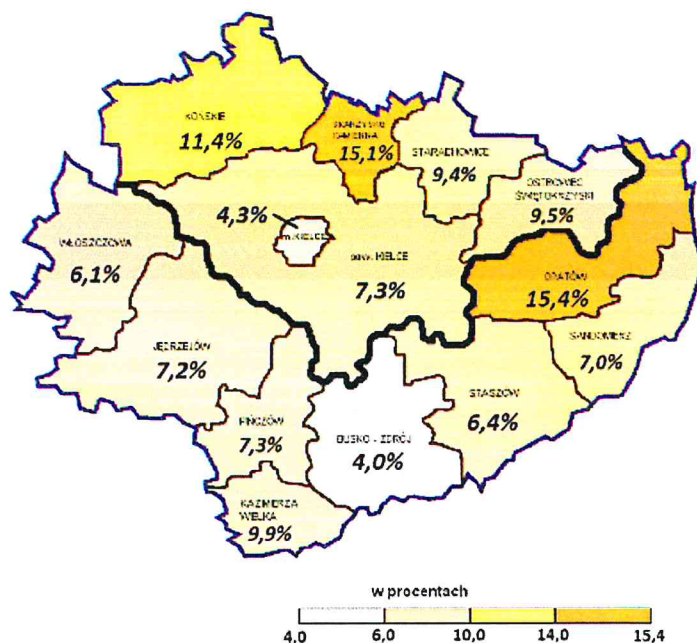 KOŃSKIE
11,4%
SKARŻYSKO
KAMIENNA
15,1%
STARACHOWICE
9,4%
OSTROWIEC
ŚWIĘTOKRZYSKI
9,5%
4,3%
m. KIELCE
WŁOSZCZOWA
6,1%
pow. KIELCE
7,3%
OPATÓW
15,4%
SANDOMIERZ
7,0%
JĘDRZEJÓW
7,2%
STASZÓW
6,4%
PIŃCZÓW
7,3%
BUSKO - ZDRÓJ
4,0%
KAZIMIERZA
WIELKA
9,9%
w procentach
4,0 6,0 10,0 14,0 15,4